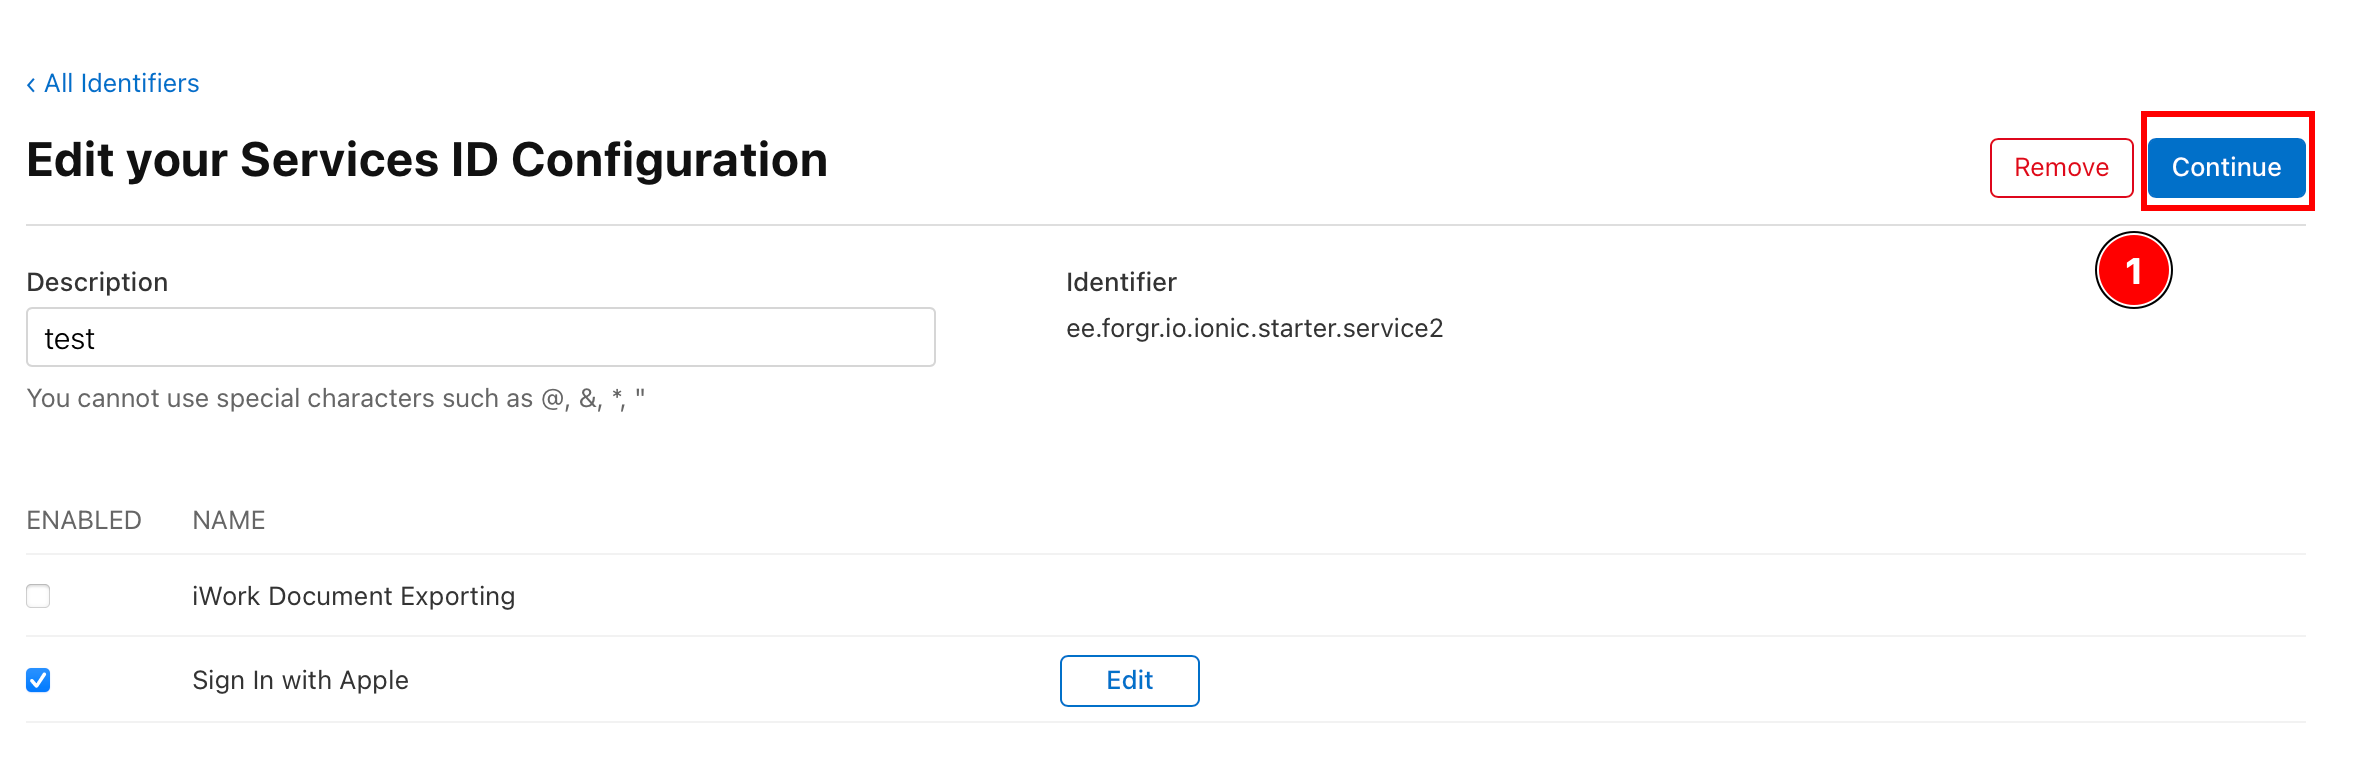 ‹ All Identifiers
Edit your Services ID Configuration
Remove
Continue
1
Description
Identifier
test
ee.forgr.io.ionic.starter.service2
You cannot use special characters such as @, &, *, "
ENABLED NAME
iWork Document Exporting
Sign In with Apple
Edit